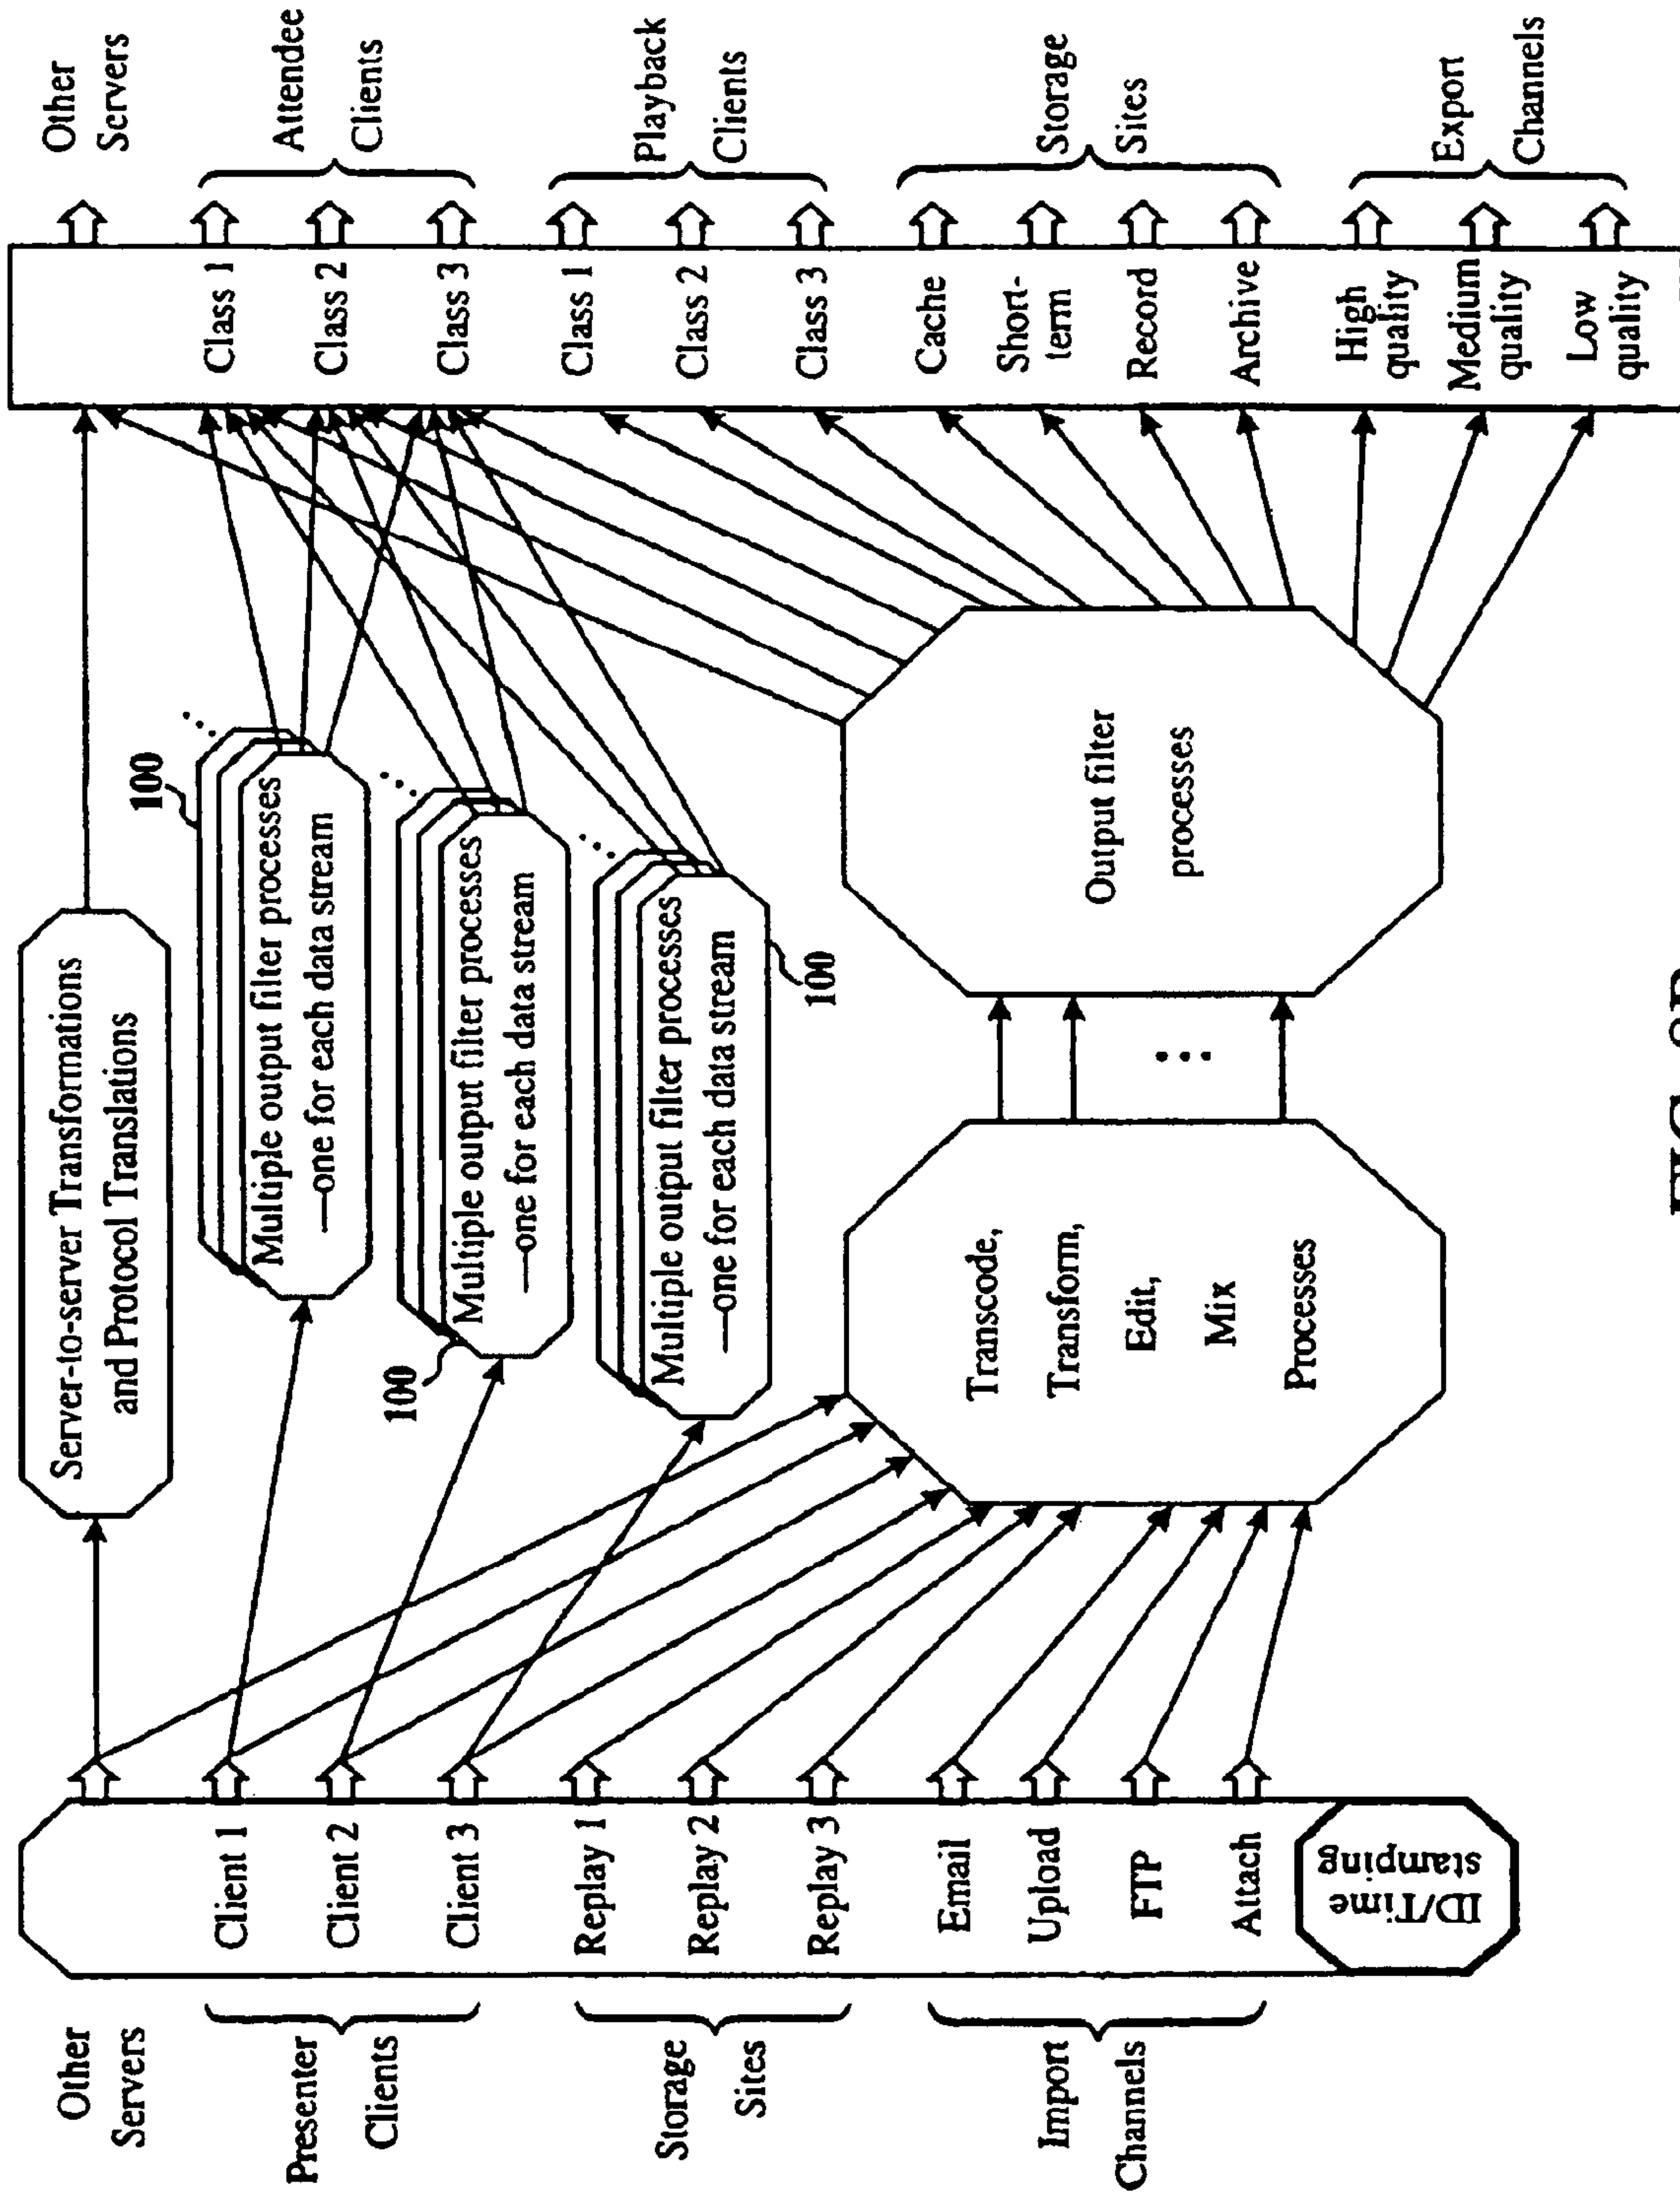 Other
Servers
Presenter
Clients
Storage
Sites
Import
Channels
Client 1
Client 2
Client 3
Replay 1
Replay 2
Replay 3
Email
Upload
FTP
Attach
ID/Time
stamping
Server-to-server Transformations
and Protocol Translations
100
Multiple output filter processes
—one for each data stream
100
Multiple output filter processes
—one for each data stream
Multiple output filter processes
—one for each data stream
100
Transcode,
Transform,
Edit,
Mix
Processes
Output filter
processes
Class 1
Class 2
Class 3
Class 1
Class 2
Class 3
Cache
Short-
term
Record
Archive
High
quality
Medium
quality
Low
quality
Other
Servers
Attendee
Clients
Playback
Clients
Storage
Sites
Export
Channels